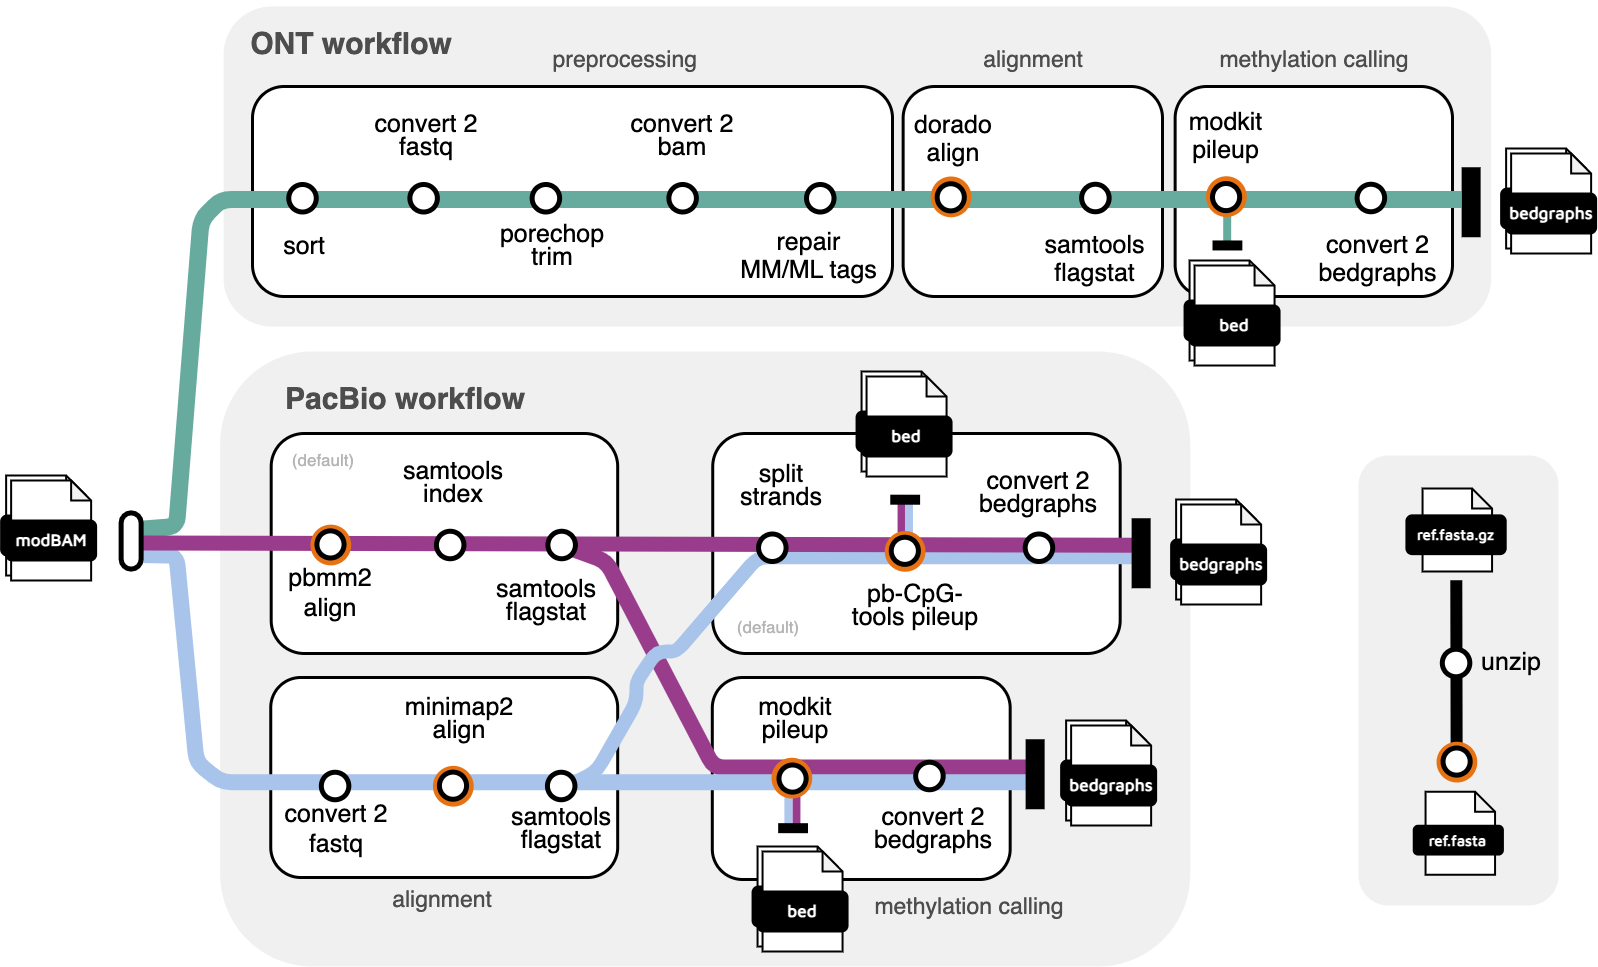 ONT workflow
preprocessing
alignment
methylation calling
convert 2
fastq
convert 2
bam
dorado
align
modkit
pileup
sort
porechop
trim
repair
MM/ML tags
samtools
flagstat
convert 2
bedgraphs
bedgraphs
bed
PacBio workflow
bed
(default)
samtools
index
split
strands
convert 2
bedgraphs
modBAM
pbmm2
align
samtools
flagstat
(default)
pb-CpG-
tools pileup
bedgraphs
ref.fasta.gz
unzip
ref.fasta
minimap2
align
modkit
pileup
convert 2
fastq
samtools
flagstat
convert 2
bedgraphs
bedgraphs
alignment
bed
methylation calling